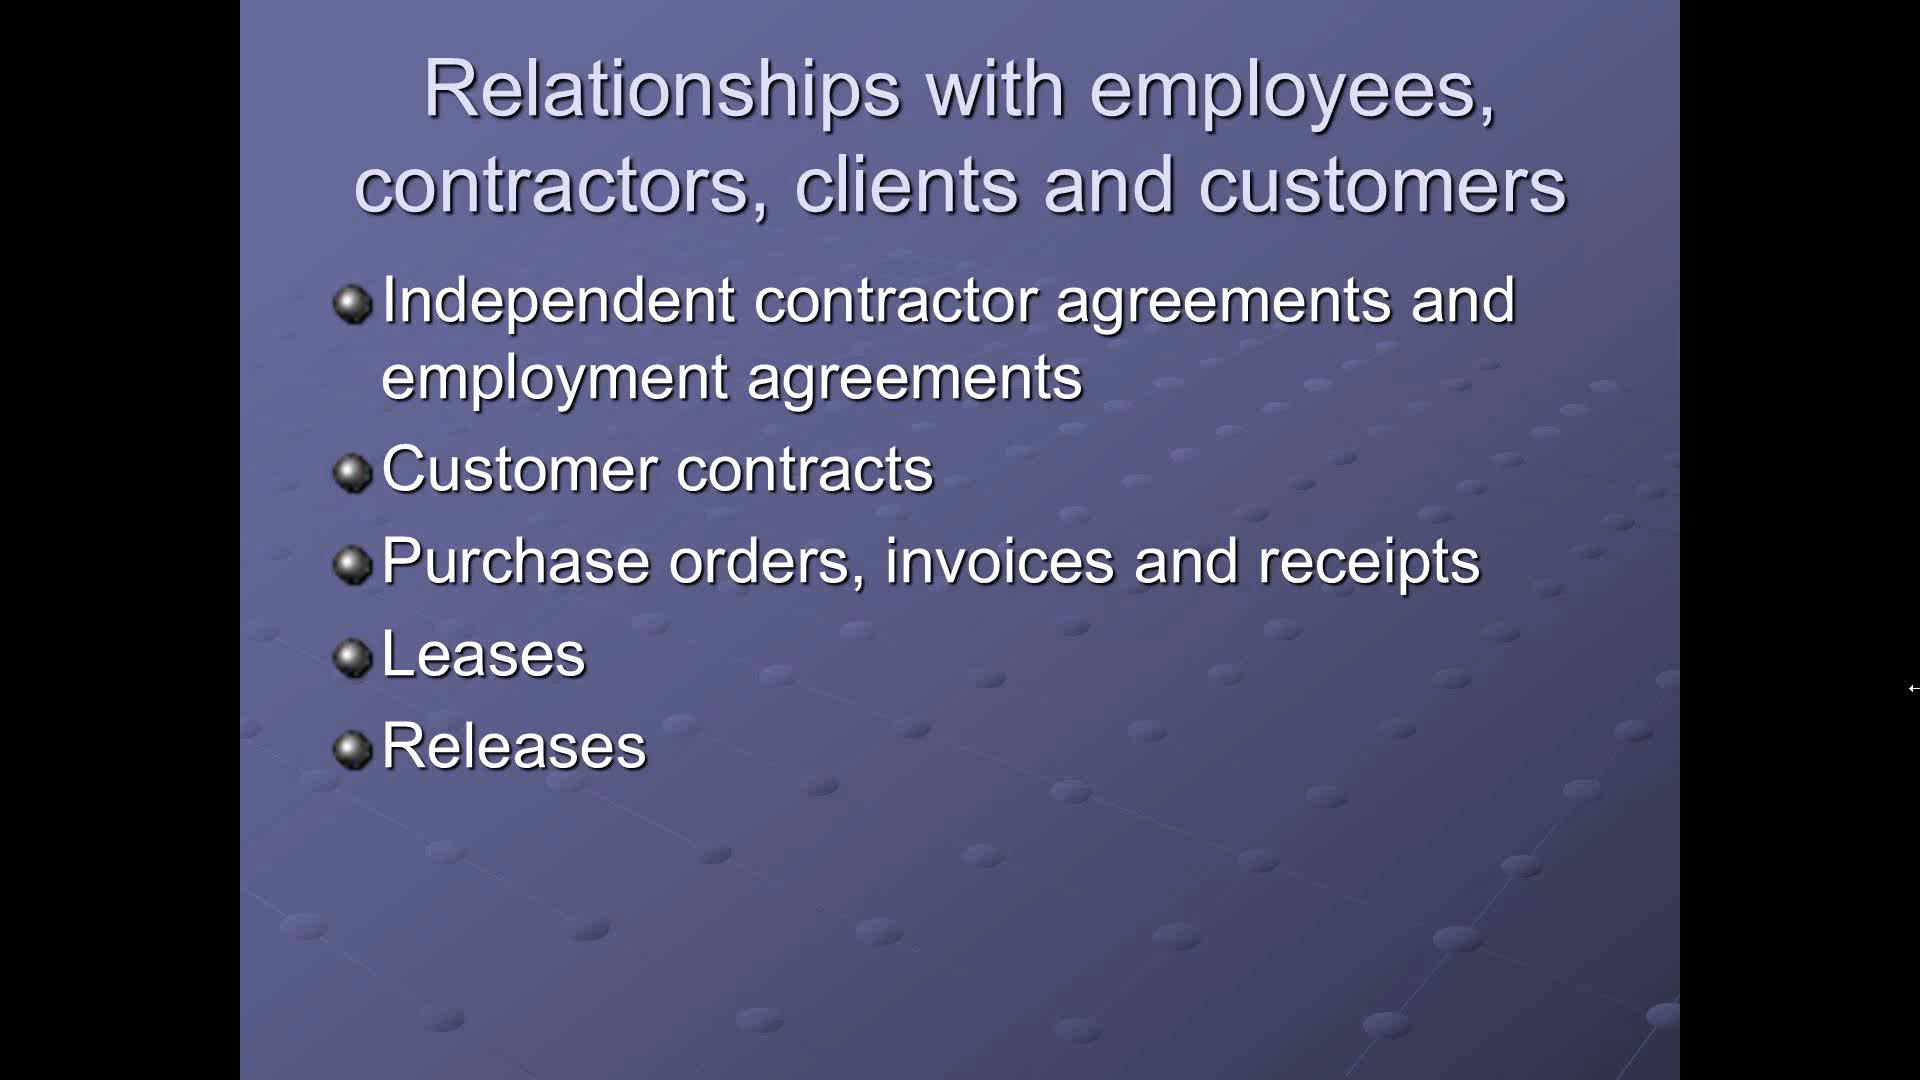 Relationships with employees,
contractors, clients and customers
Independent contractor agreements and
employment agreements
Customer contracts
Purchase orders, invoices and receipts
Leases
Releases